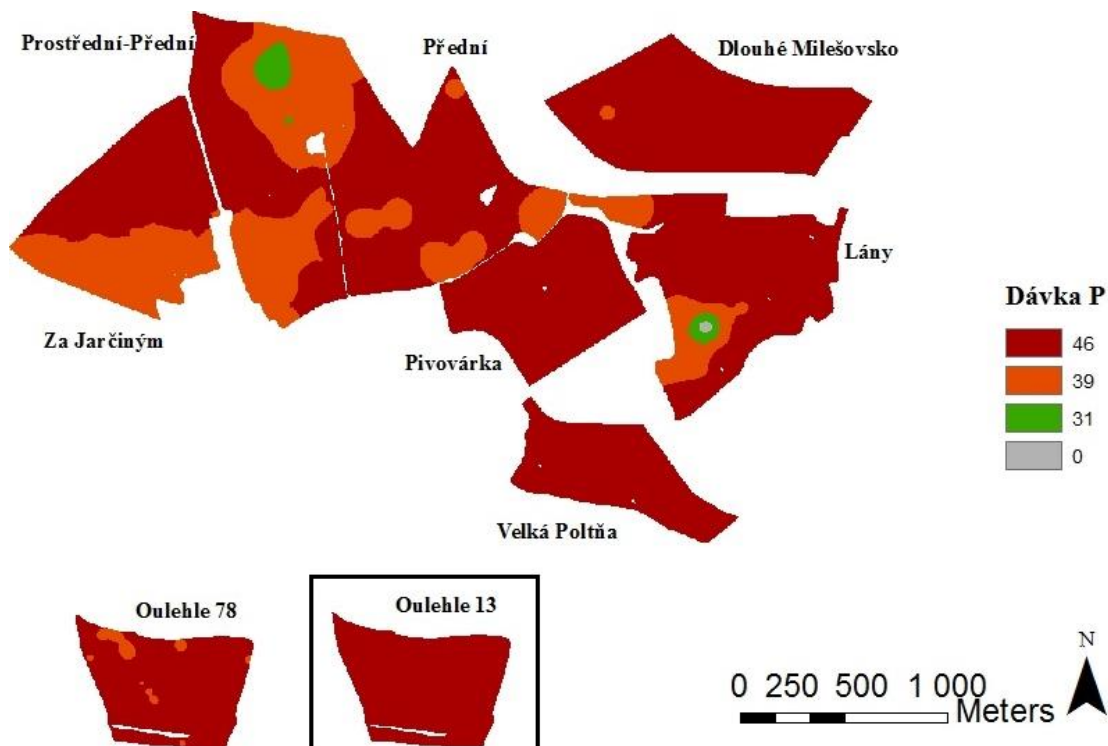 Prostřední-Přední
Přední
Dlouhé Milešovsko
Lány
Za Jarčiným
Pivovárka
Velká Poltňa
Dávka P
46
39
31
0
Oulehle 78
Oulehle 13
0 250 500 1 000
Meters
N